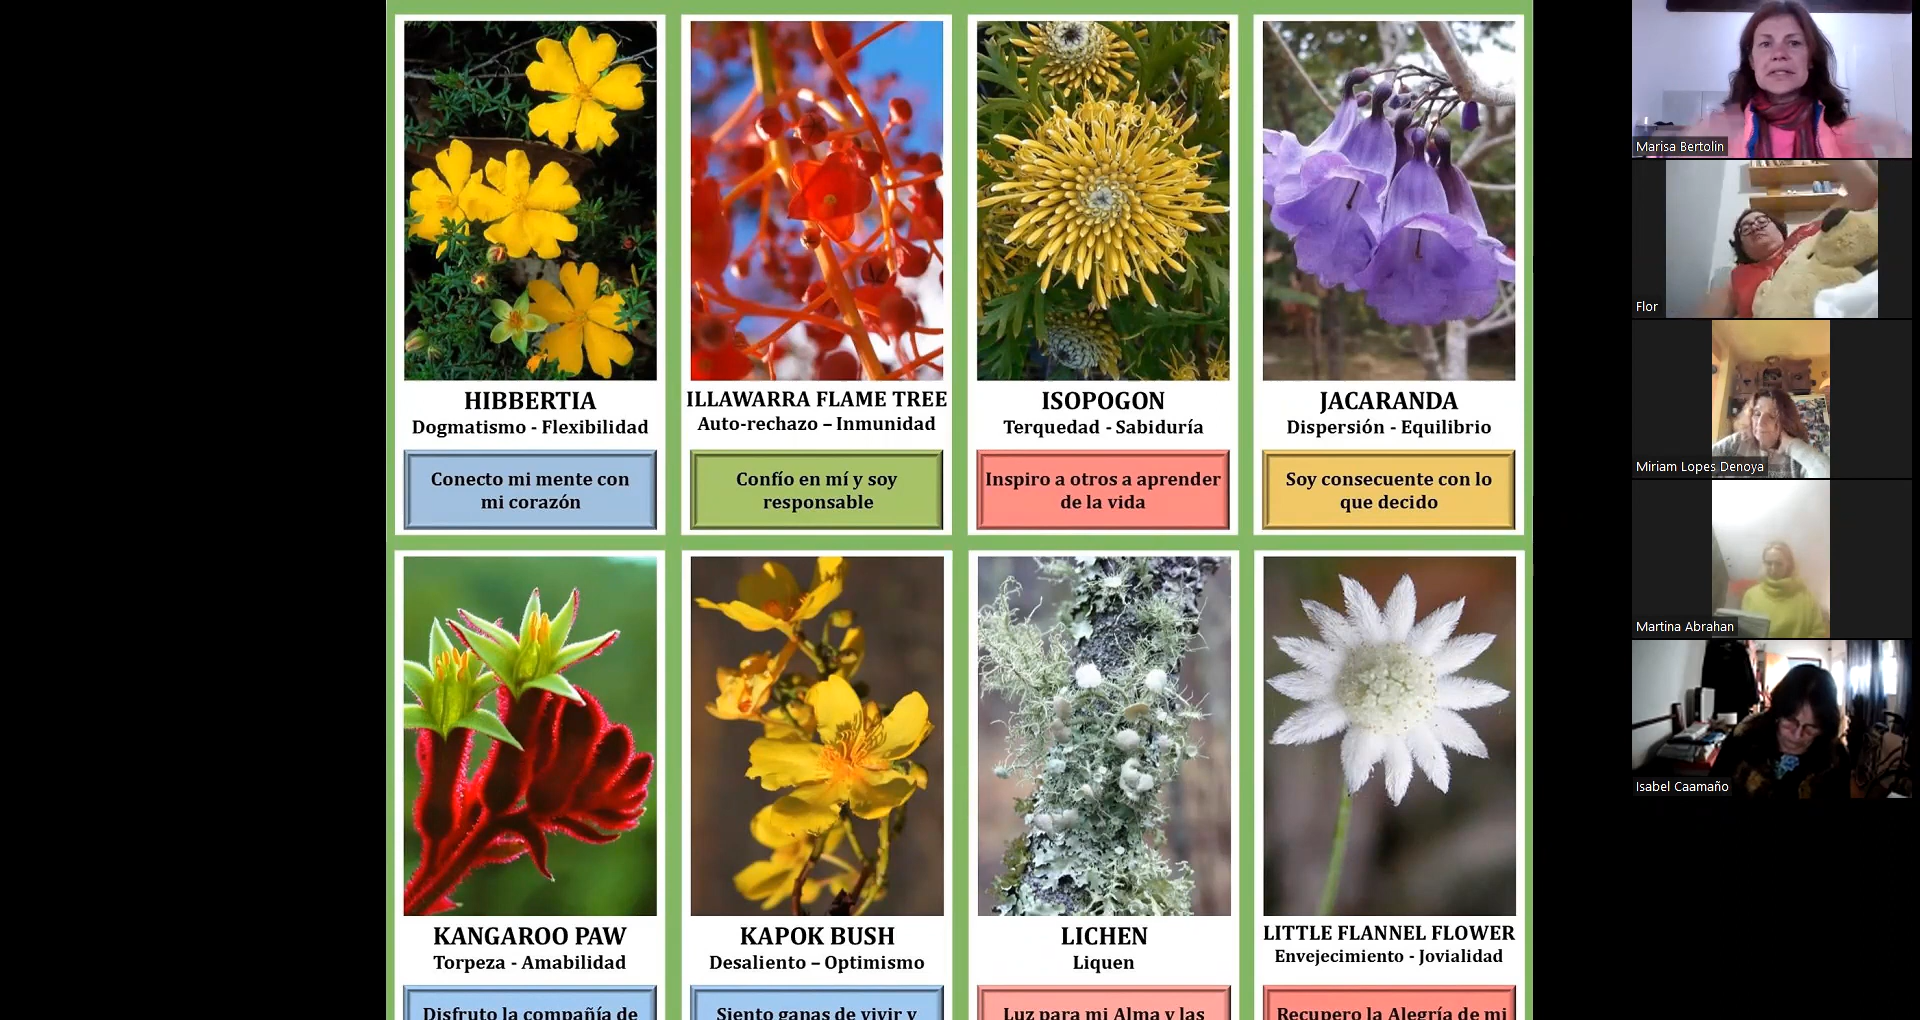 HIBBERTIA
Dogmatismo - Flexibilidad
Conecto mi mente con
mi corazón
ILLAWARRA FLAME TREE
Auto-rechazo – Inmunidad
Confío en mí y soy
responsable
ISOPOGON
Terquedad - Sabiduría
Inspiro a otros a aprender
de la vida
JACARANDA
Dispersión - Equilibrio
Soy consecuente con lo
que decido
KANGAROO PAW
Torpeza - Amabilidad
Disfruto la compañía de
KAPOK BUSH
Desaliento – Optimismo
Siento ganas de vivir y
LICHEN
Liquen
Luz para mi Alma y las
LITTLE FLANNEL FLOWER
Envejecimiento - Jovialidad
Recupero la Alegría de mi
Marisa Bertolin
Flor
Miriam Lopes Denoya
Martina Abrahan
Isabel Caamaño